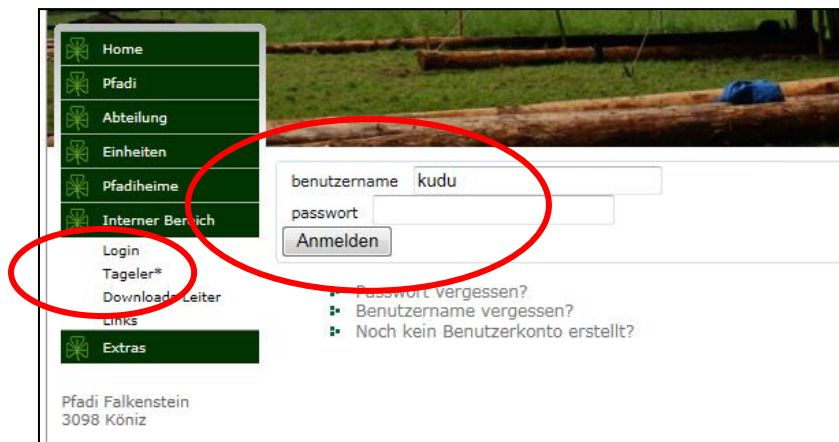 Home
Pfadi
Abteilung
Einheiten
Pfadiheime
Interner Bereich
Login
Tageler*
Downloads Leiter
Links
Extras
Pfadi Falkenstein
3098 Köniz
benutzername kudu
passwort
Anmelden
Passwort vergessen?
Benutzername vergessen?
Noch kein Benutzerkonto erstellt?